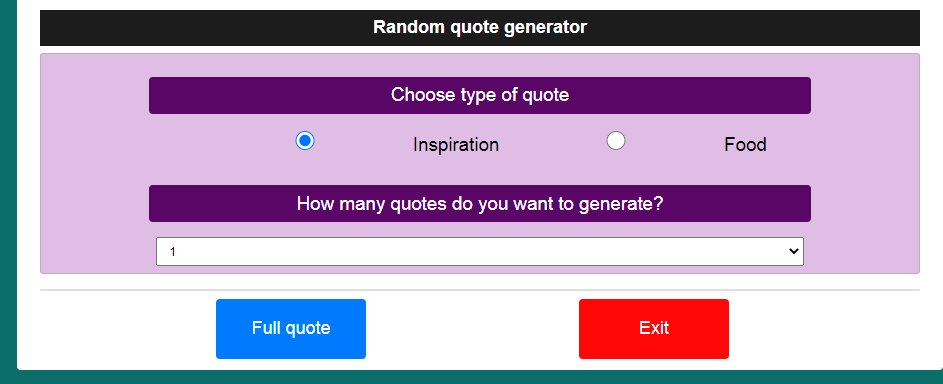 Random quote generator
Choose type of quote
Inspiration Food
How many quotes do you want to generate?
1
Full quote Exit